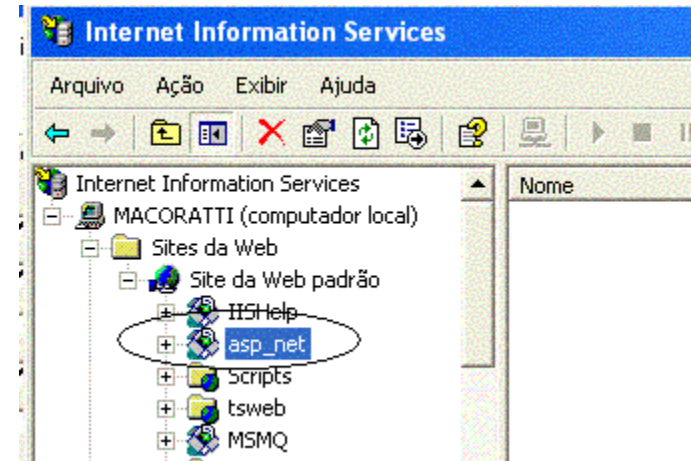 Internet Information Services
Arquivo Ação Exibir Ajuda
Internet Information Services
Nome
MACORATTI (computador local)
Sites da Web
Site da Web padrão
IISHelp
asp_net
Scripts
tsweb
MSMQ